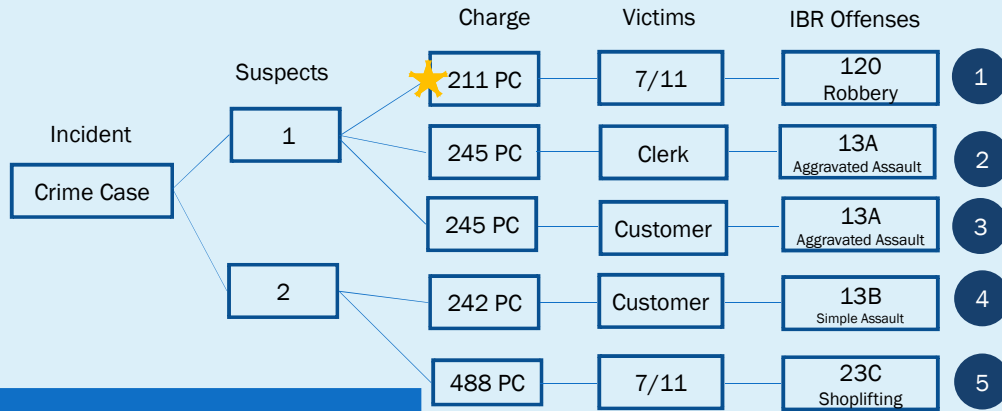 Charge
Victims
IBR Offenses
Suspects
Incident
Crime Case
1
211 PC
7/11
120
Robbery
1
245 PC
Clerk
13A
Aggravated Assault
2
245 PC
Customer
13A
Aggravated Assault
3
2
242 PC
Customer
13B
Simple Assault
4
488 PC
7/11
23C
Shoplifting
5